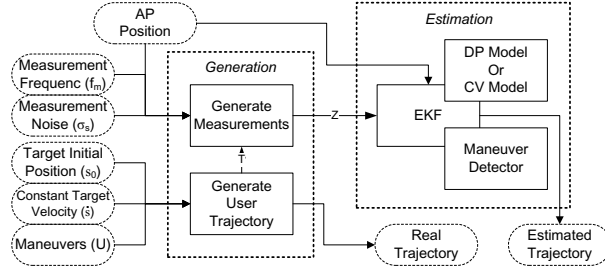 AP
Position
Estimation
Measurement
Frequenc (fm)
Generation
DP Model
Or
CV Model
Measurement
Noise (σs)
Generate
Measurements
Z
EKF
Target Initial
Position (s0)
T
Maneuver
Detector
Constant Target
Velocity (ṡ)
Generate
User
Trajectory
Maneuvers (U)
Real
Trajectory
Estimated
Trajectory